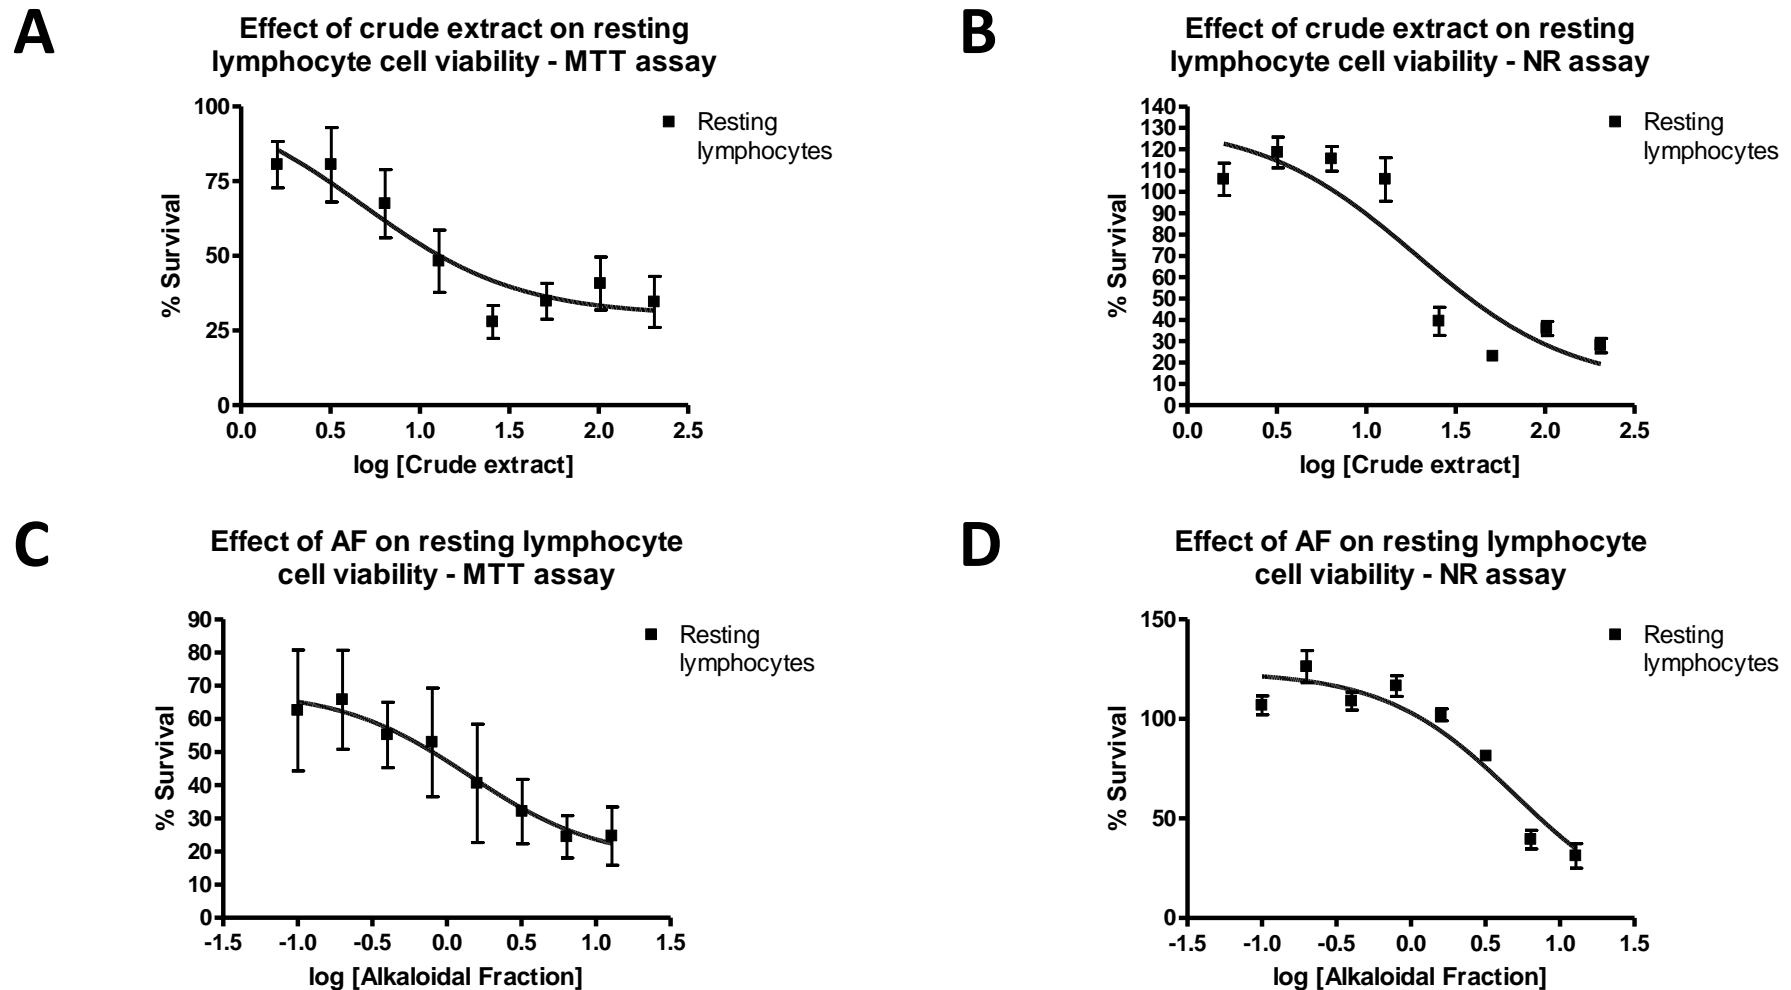 A
Effect of crude extract on resting
lymphocyte cell viability - MTT assay
100
75
50
25
0
% Survival
0.0 0.5 1.0 1.5 2.0 2.5
log [Crude extract]
Resting
lymphocytes
B
Effect of crude extract on resting
lymphocyte cell viability - NR assay
140
130
120
110
100
90
80
70
60
50
40
30
20
10
0
% Survival
0.0 0.5 1.0 1.5 2.0 2.5
log [Crude extract]
Resting
lymphocytes
C
Effect of AF on resting lymphocyte
cell viability - MTT assay
90
80
70
60
50
40
30
20
10
0
% Survival
-1.5 -1.0 -0.5 0.0 0.5 1.0 1.5
log [Alkaloidal Fraction]
Resting
lymphocytes
D
Effect of AF on resting lymphocyte
cell viability - NR assay
150
100
50
0
% Survival
-1.5 -1.0 -0.5 0.0 0.5 1.0 1.5
log [Alkaloidal Fraction]
Resting
lymphocytes